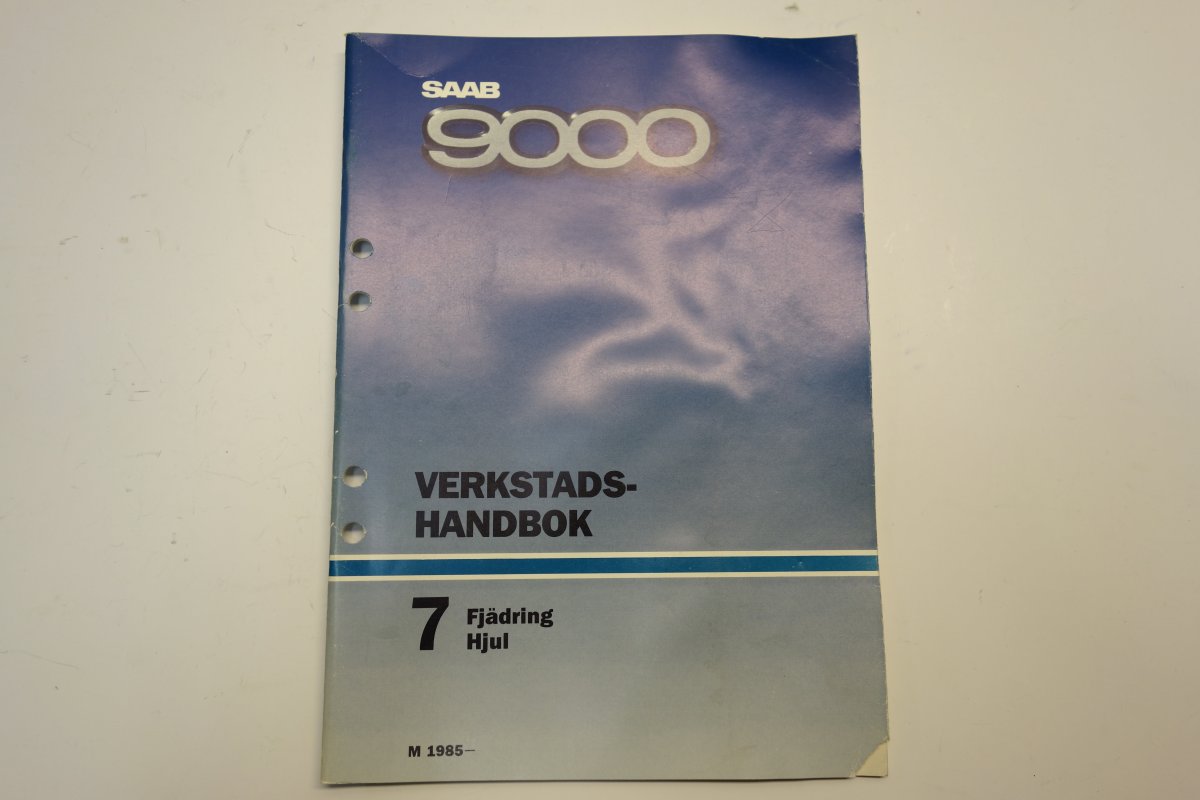 SAAB
9000
VERKSTADS-
HANDBOK
7 Fjädring
Hjul
M 1985–